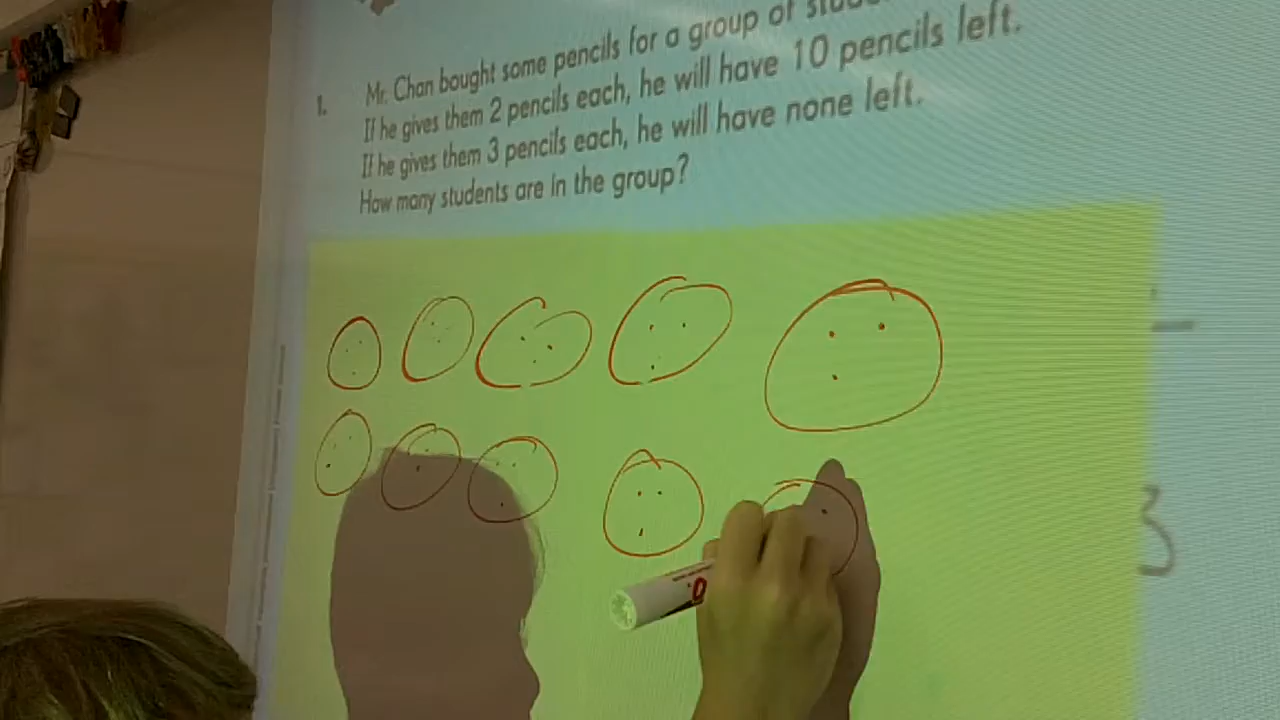 1. Mr. Chan bought some pencils for a group of
If he gives them 2 pencils each, he will have 10 pencils left.
If he gives them 3 pencils each, he will have none left.
How many students are in the group?
3